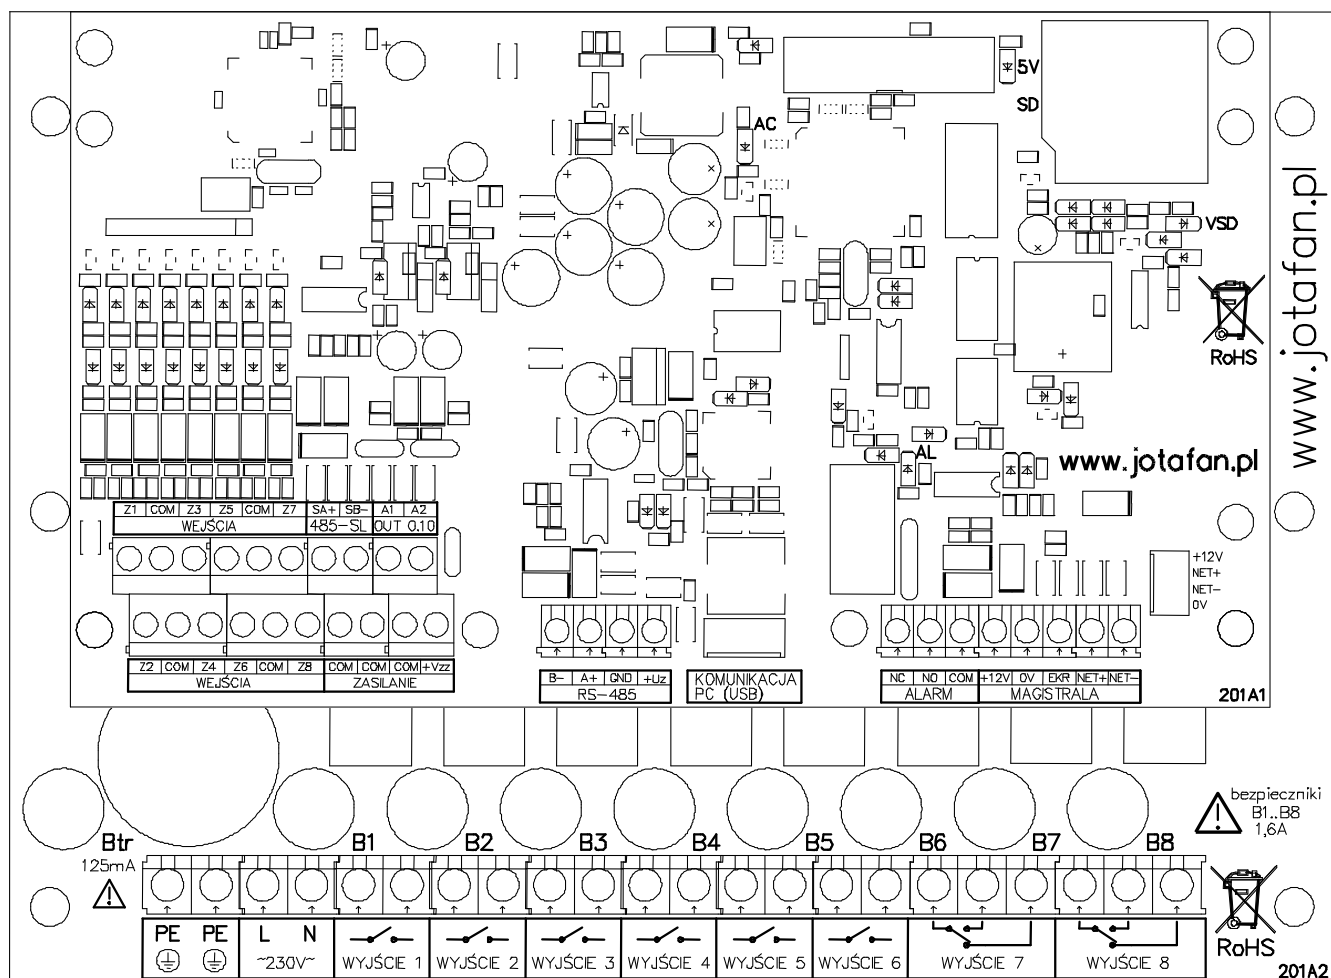 5V
SD
AC
www.jotafan.pl
VSD
RoHS
AL
www.jotafan.pl
Z1 COM Z3 Z5 COM Z7 SA+ SB- A1 A2
WEJŚCIA 485-SL OUT 0.10
+12V
NET+
NET-
0V
Z2 COM Z4 Z6 COM Z8 COM COM COM +Vzz
WEJŚCIA ZASILANIE
B- A+ GND +Uz
RS-485
KOMUNIKACJA
PC (USB)
NC NO COM +12V 0V EKR NET+ NET-
ALARM MAGISTRALA
201A1
bezpieczniki
B1..B8
1,6A
Btr B1 B2 B3 B4 B5 B6 B7 B8
125mA
PE PE L N
~230V~ WYJŚCIE 1 WYJŚCIE 2 WYJŚCIE 3 WYJŚCIE 4 WYJŚCIE 5 WYJŚCIE 6 WYJŚCIE 7 WYJŚCIE 8
RoHS
201A2